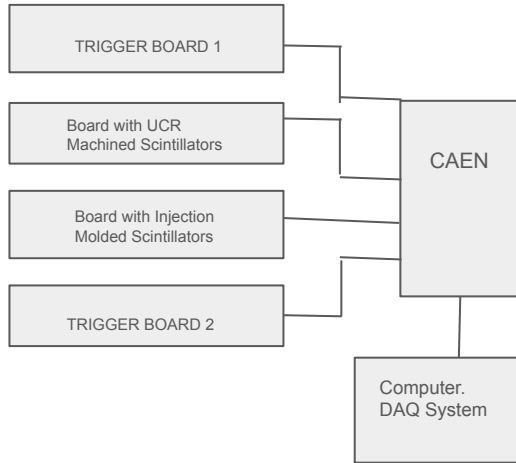 TRIGGER BOARD 1
Board with UCR
Machined Scintillators
CAEN
Board with Injection
Molded Scintillators
TRIGGER BOARD 2
Computer.
DAQ System